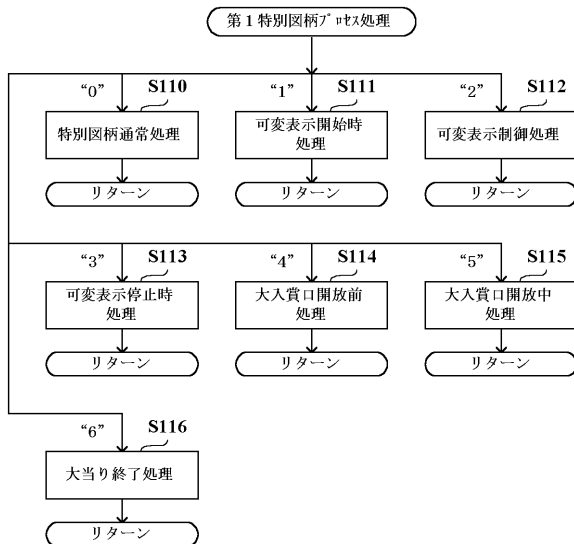 第１特別図柄ﾌﾟﾛｾｽ処理
“0” S110 “1” S111 “2” S112
特別図柄通常処理
可変表示開始時
処理
可変表示制御処理
リターン リターン リターン
“3” S113 “4” S114 “5” S115
可変表示停止時
処理
大入賞口開放前
処理
大入賞口開放中
処理
リターン リターン リターン
“6” S116
大当り終了処理
リターン